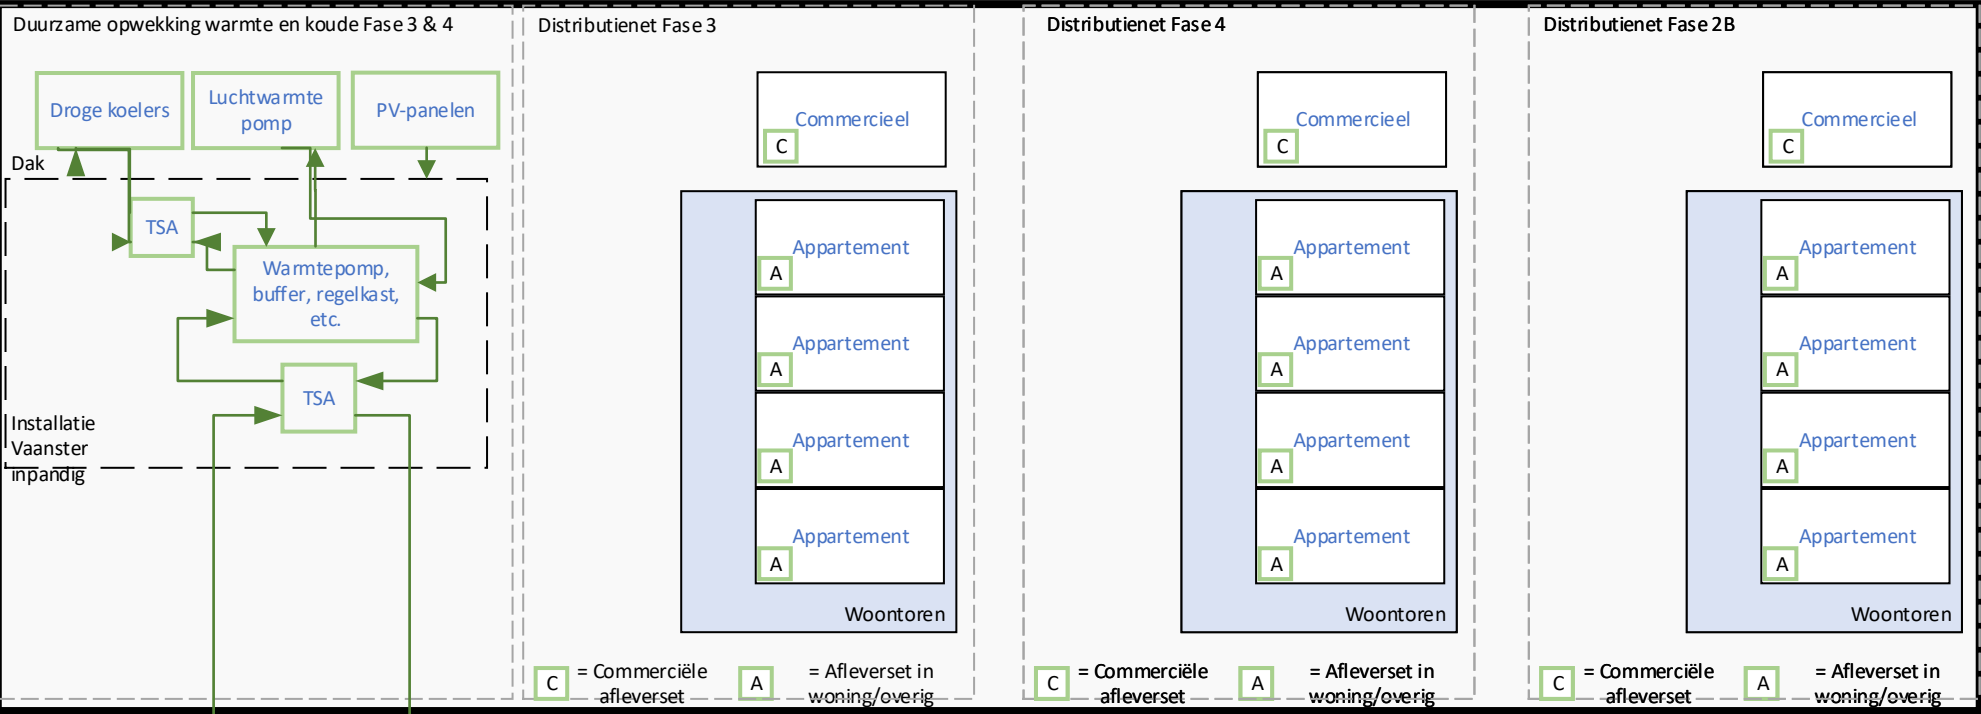 Duurzame opwekking warmte en koude Fase 3 & 4
Droge koelers
Luchtwarmte
pomp
PV-panelen
Dak
TSA
Warmtepomp,
buffer, regelkast,
etc.
TSA
Installatie
Vaanster
inpandig
Distributienet Fase 3
Commercieel
C
Appartement
A
Appartement
A
Appartement
A
Appartement
A
Woontoren
C
= Commerciële
afleverset
A
= Afleverset in
woning/overig
Distributienet Fase 4
Commercieel
C
Appartement
A
Appartement
A
Appartement
A
Appartement
A
Woontoren
C
= Commerciële
afleverset
A
= Afleverset in
woning/overig
Distributienet Fase 2B
Commercieel
C
Appartement
A
Appartement
A
Appartement
A
Appartement
A
Woontoren
C
= Commerciële
afleverset
A
= Afleverset in
woning/overig